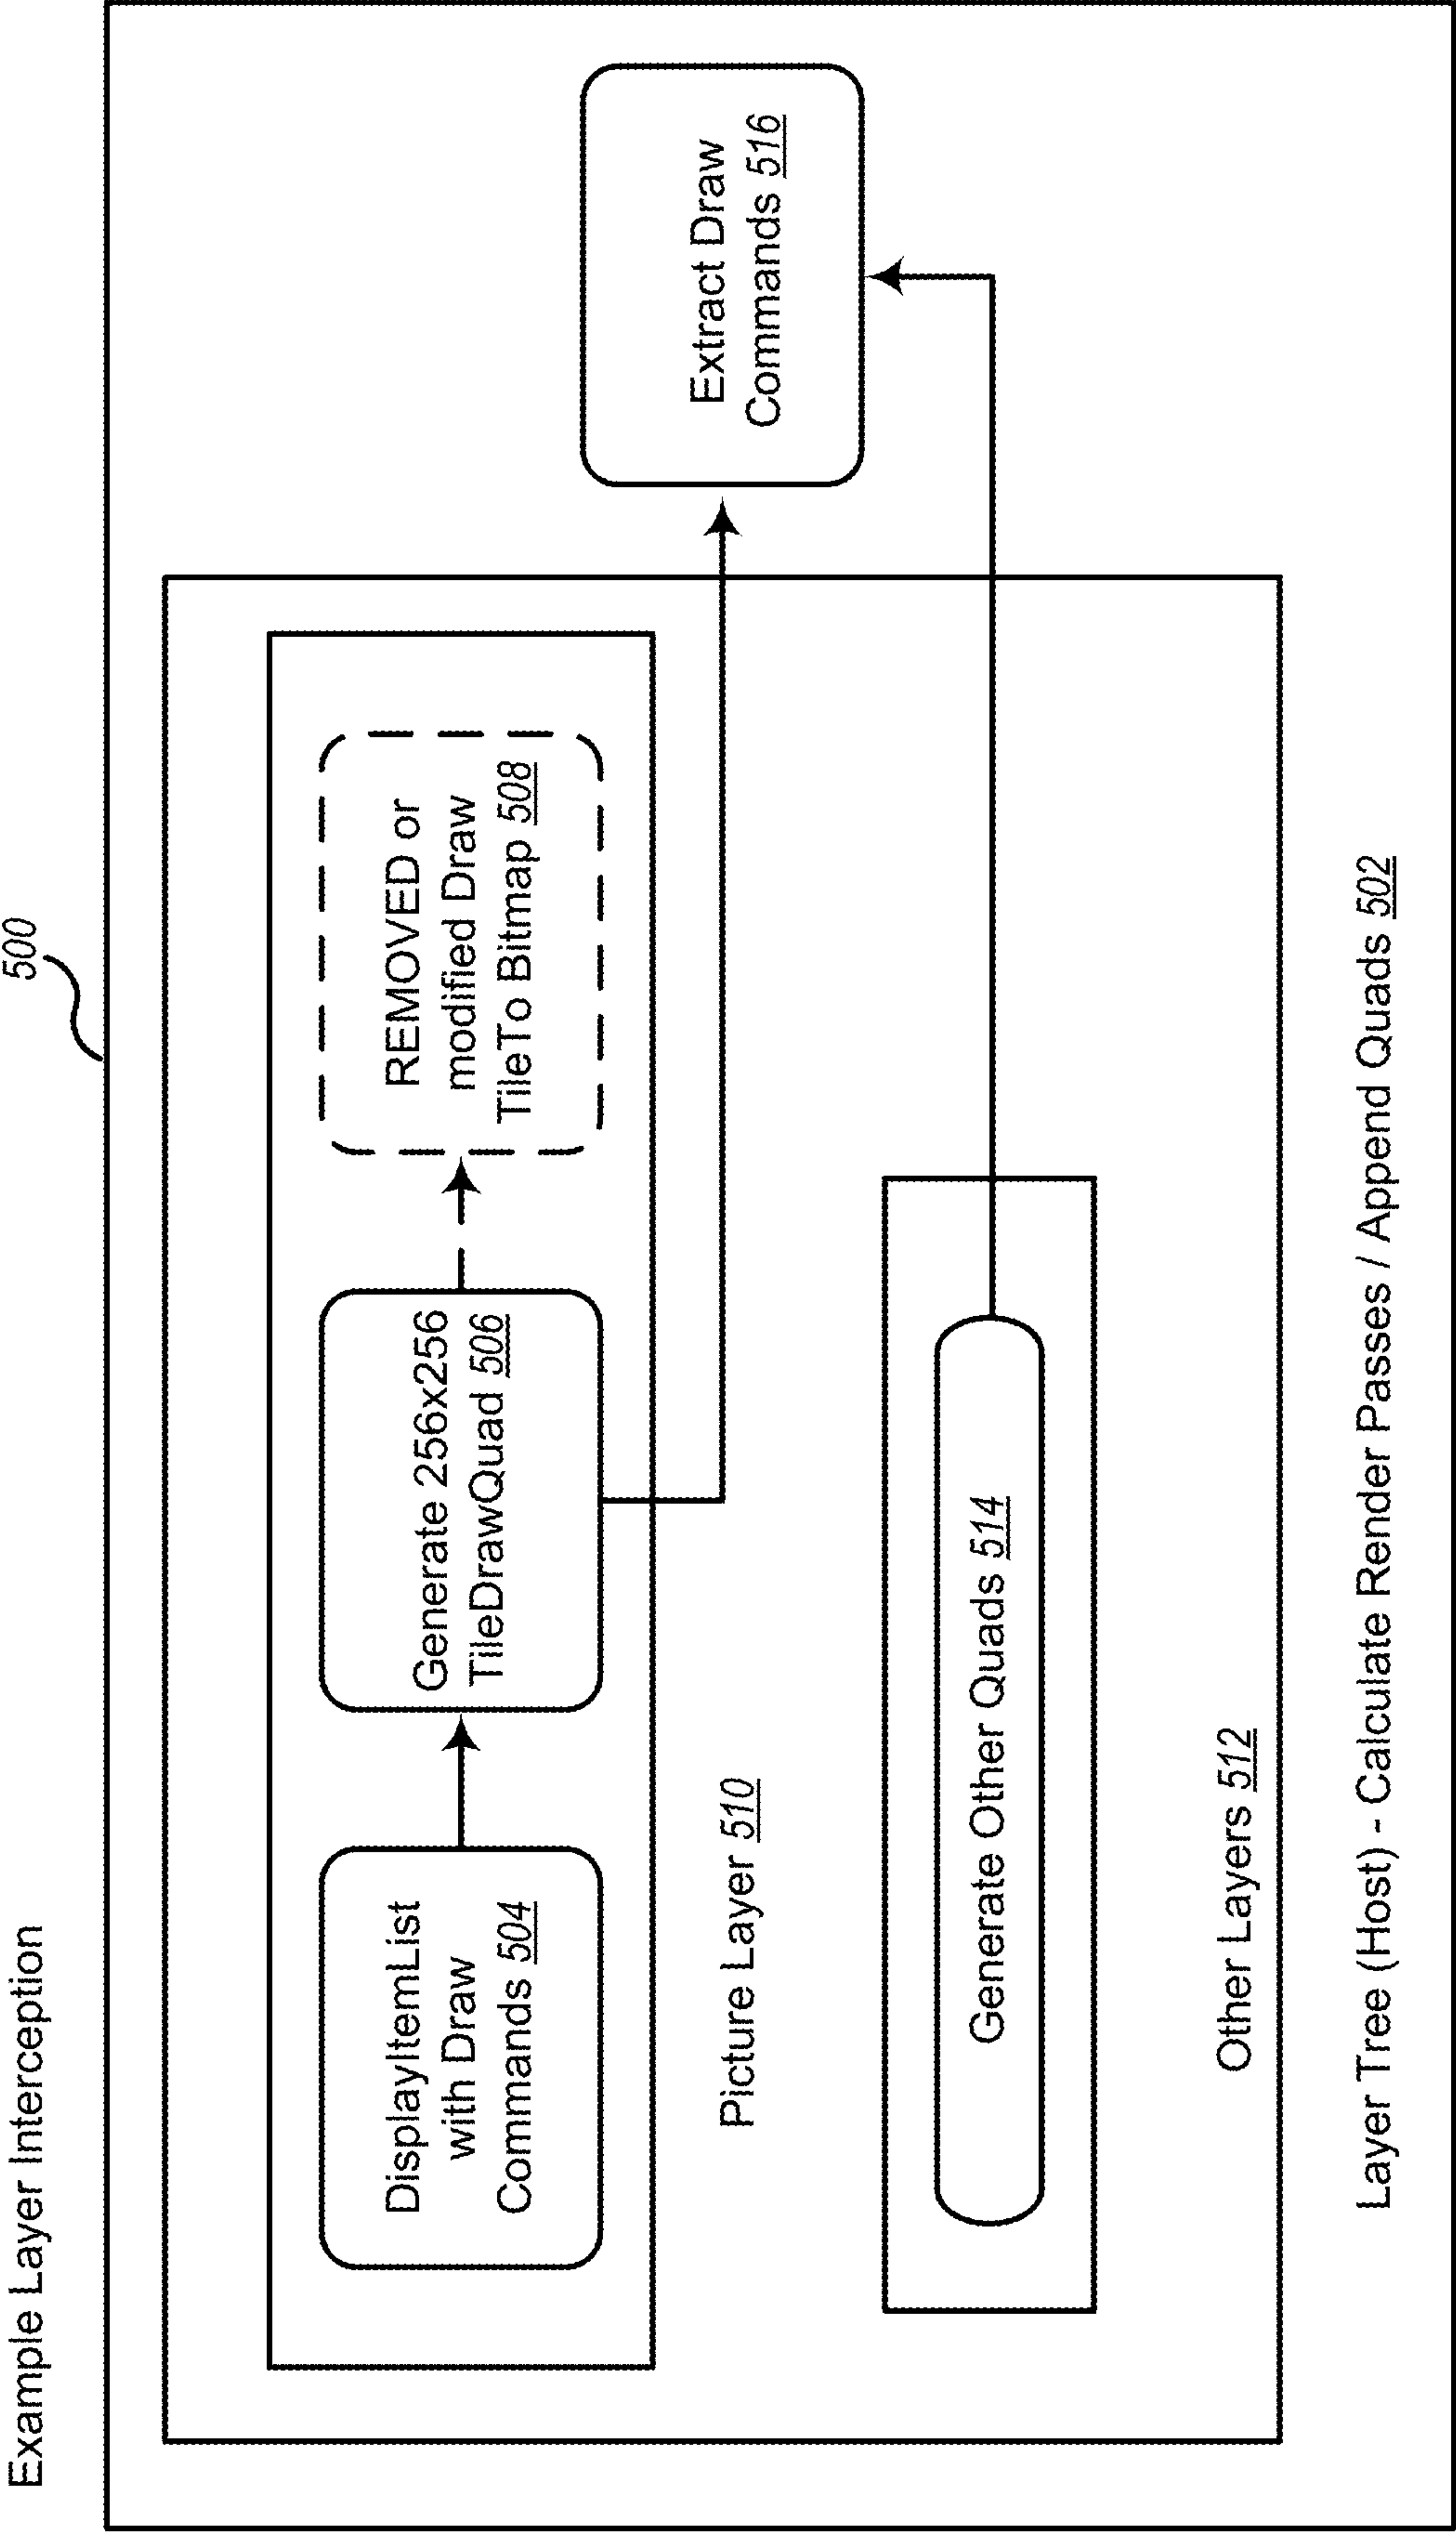 Example Layer Interception
500
DisplayItemList
with Draw
Commands 504
Generate 256x256
TileDrawQuad 506
REMOVED or
modified Draw
TileTo Bitmap 508
Extract Draw
Commands 516
Picture Layer 510
Generate Other Quads 514
Other Layers 512
Layer Tree (Host) - Calculate Render Passes / Append Quads 502